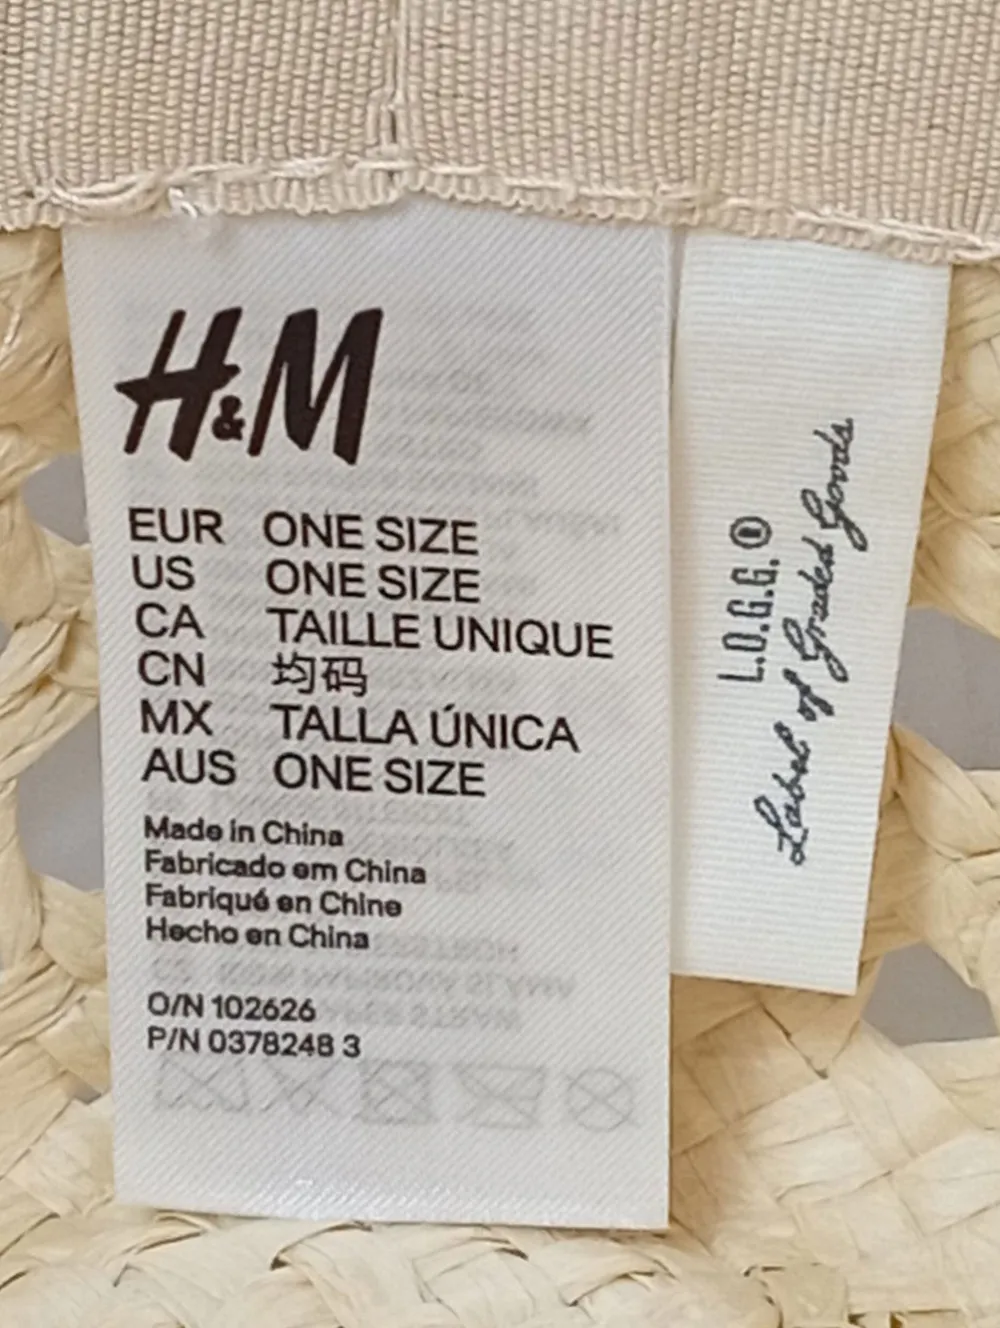 H&M
EUR ONE SIZE
US ONE SIZE
CA TAILLE UNIQUE
CN 均码
MX TALLA ÚNICA
AUS ONE SIZE
Made in China
Fabricado em China
Fabriqué en Chine
Hecho en China
O/N 102626
P/N 0378248 3
L.O.G.G.
Label of Graded Goods